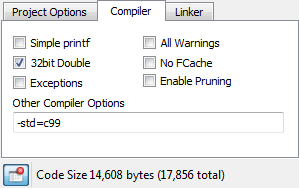 Project Options Compiler Linker
Simple printf All Warnings
32bit Double No FCache
Exceptions Enable Pruning
Other Compiler Options
-std=c99
Code Size 14,608 bytes (17,856 total)